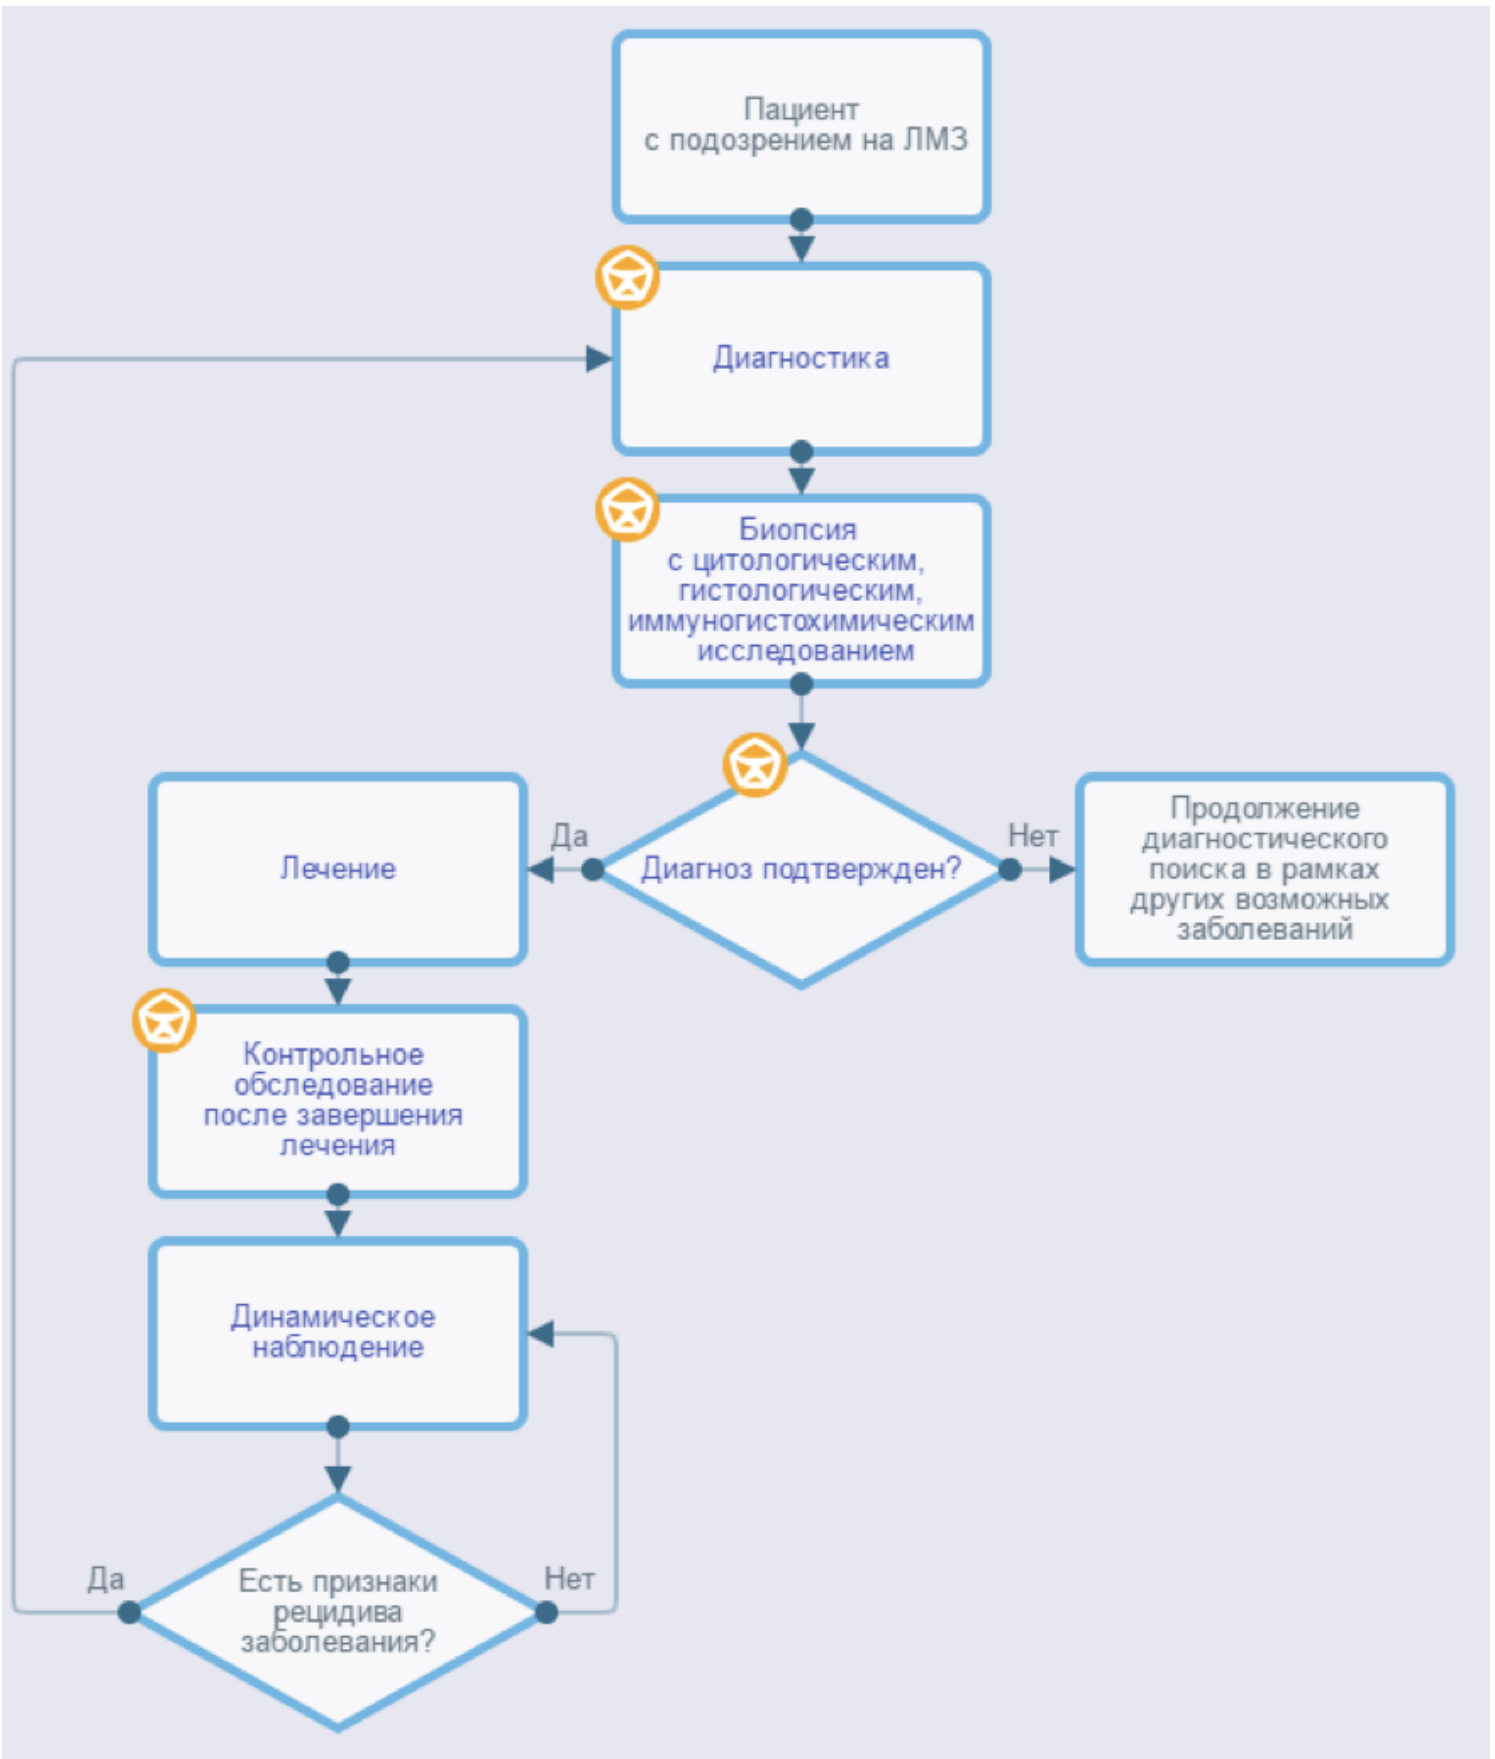 Пациент
с подозрением на ЛМЗ
Диагностика
Биопсия
с цитологическим,
гистологическим,
иммуногистохимическим
исследованием
Диагноз подтвержден?
Да
Нет
Лечение
Продолжение
диагностического
поиска в рамках
других возможных
заболеваний
Контрольное
обследование
после завершения
лечения
Динамическое
наблюдение
Есть признаки
рецидива
заболевания?
Да
Нет